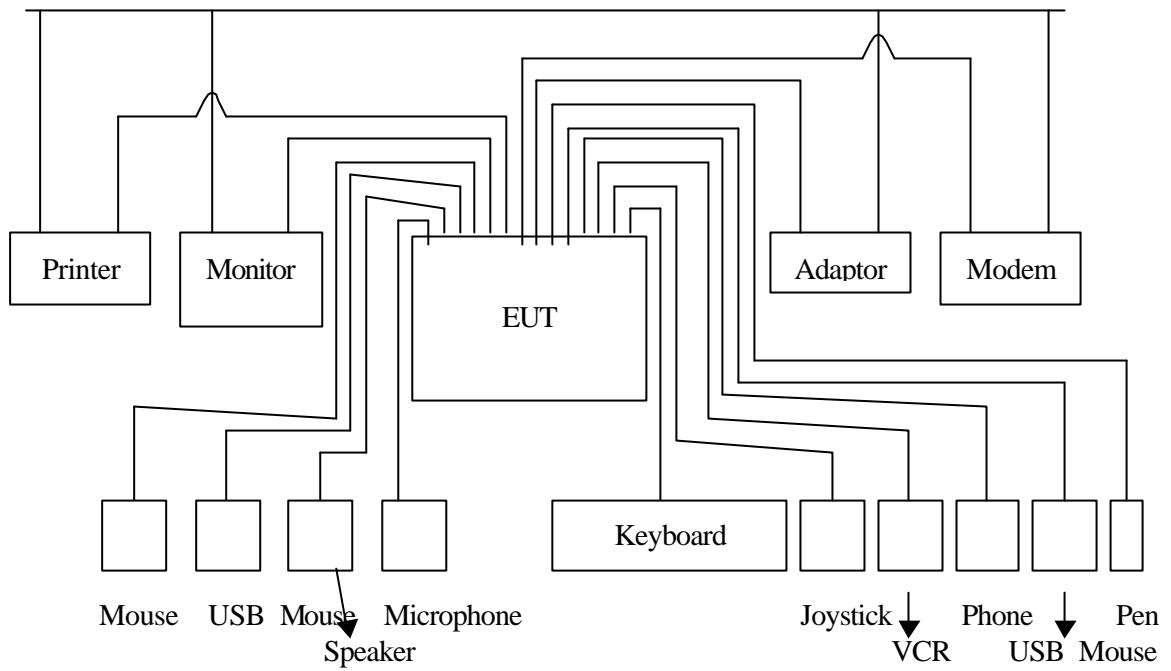 Printer Monitor Adaptor Modem
EUT
Keyboard
Mouse USB Mouse Microphone Joystick Phone Pen
Speaker VCR USB Mouse